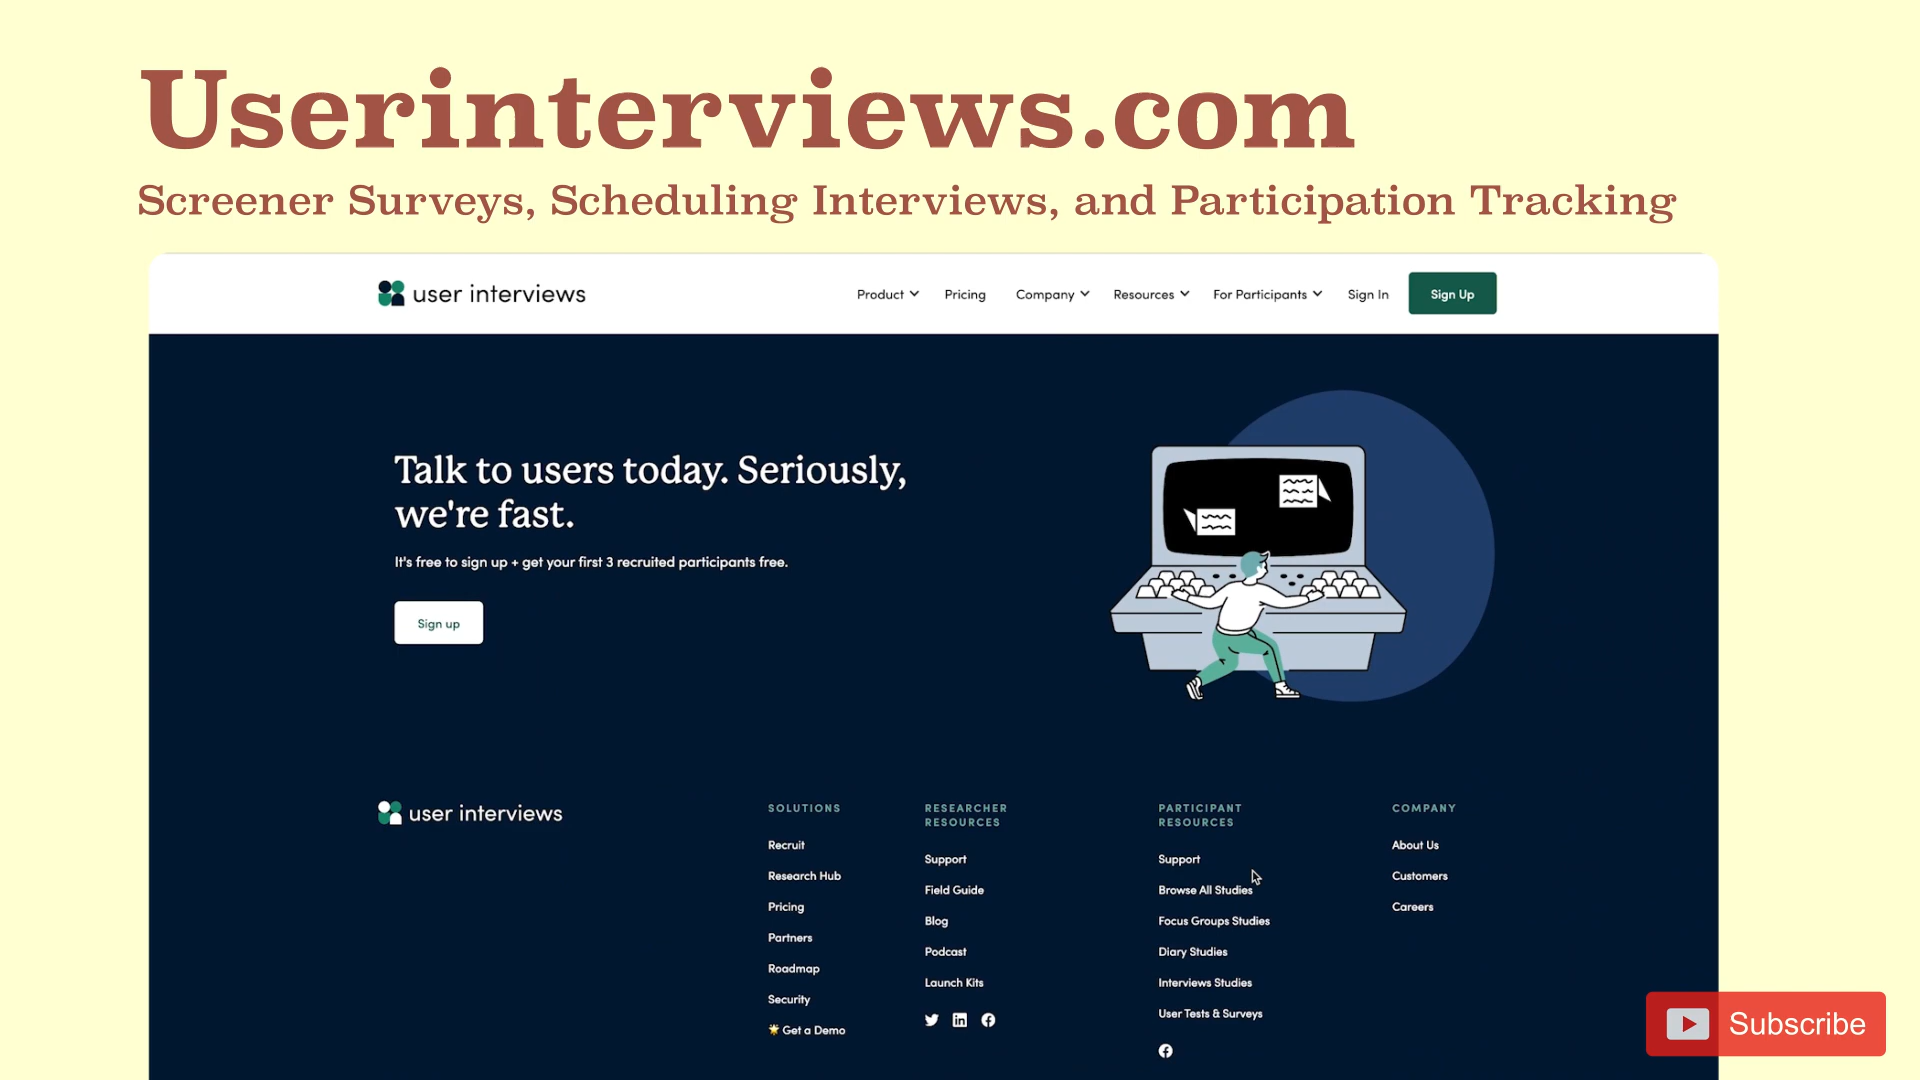 Userinterviews.com
Screener Surveys, Scheduling Interviews, and Participation Tracking
user interviews
Product
Pricing
Company
Resources
For Participants
Sign In
Sign Up
Talk to users today. Seriously,
we're fast.
It's free to sign up + get your first 3 recruited participants free.
Sign up
user interviews
SOLUTIONS
Recruit
Research Hub
Pricing
Partners
Roadmap
Security
Get a Demo
RESEARCHER
RESOURCES
Support
Field Guide
Blog
Podcast
Launch Kits
PARTICIPANT
RESOURCES
Support
Browse All Studies
Focus Groups Studies
Diary Studies
Interviews Studies
User Tests & Surveys
COMPANY
About Us
Customers
Careers
Subscribe